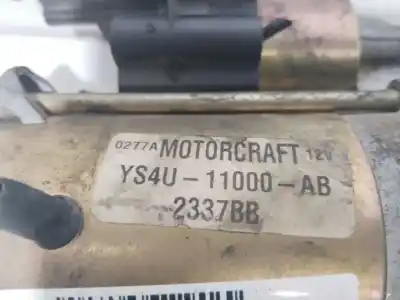 0277A MOTORCRAFT 12V
YS4U-11000-AB
2337BB